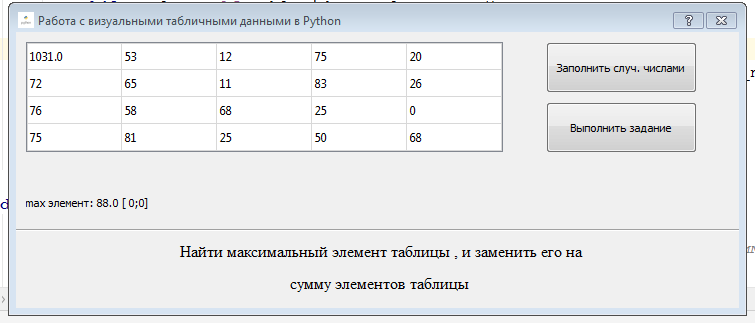 Работа с визуальными табличными данными в Python
1031.0 53 12 75 20
72 65 11 83 26
76 58 68 25 0
75 81 25 50 68
Заполнить случ. числами
Выполнить задание
max элемент: 88.0 [ 0;0]
Найти максимальный элемент таблицы , и заменить его на
сумму элементов таблицы